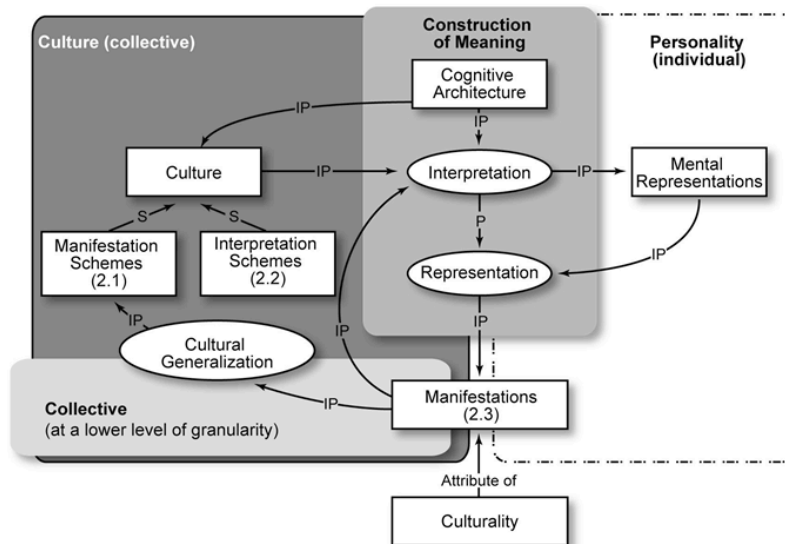 Culture (collective)
Construction
of Meaning
Personality
(individual)
Cognitive
Architecture
IP
IP
Culture
IP
Interpretation
IP
Mental
Representations
S
S
P
Manifestation
Schemes
(2.1)
Interpretation
Schemes
(2.2)
Representation
IP
IP
IP
IP
Cultural
Generalization
Collective
(at a lower level of granularity)
IP
Manifestations
(2.3)
Attribute of
Culturality